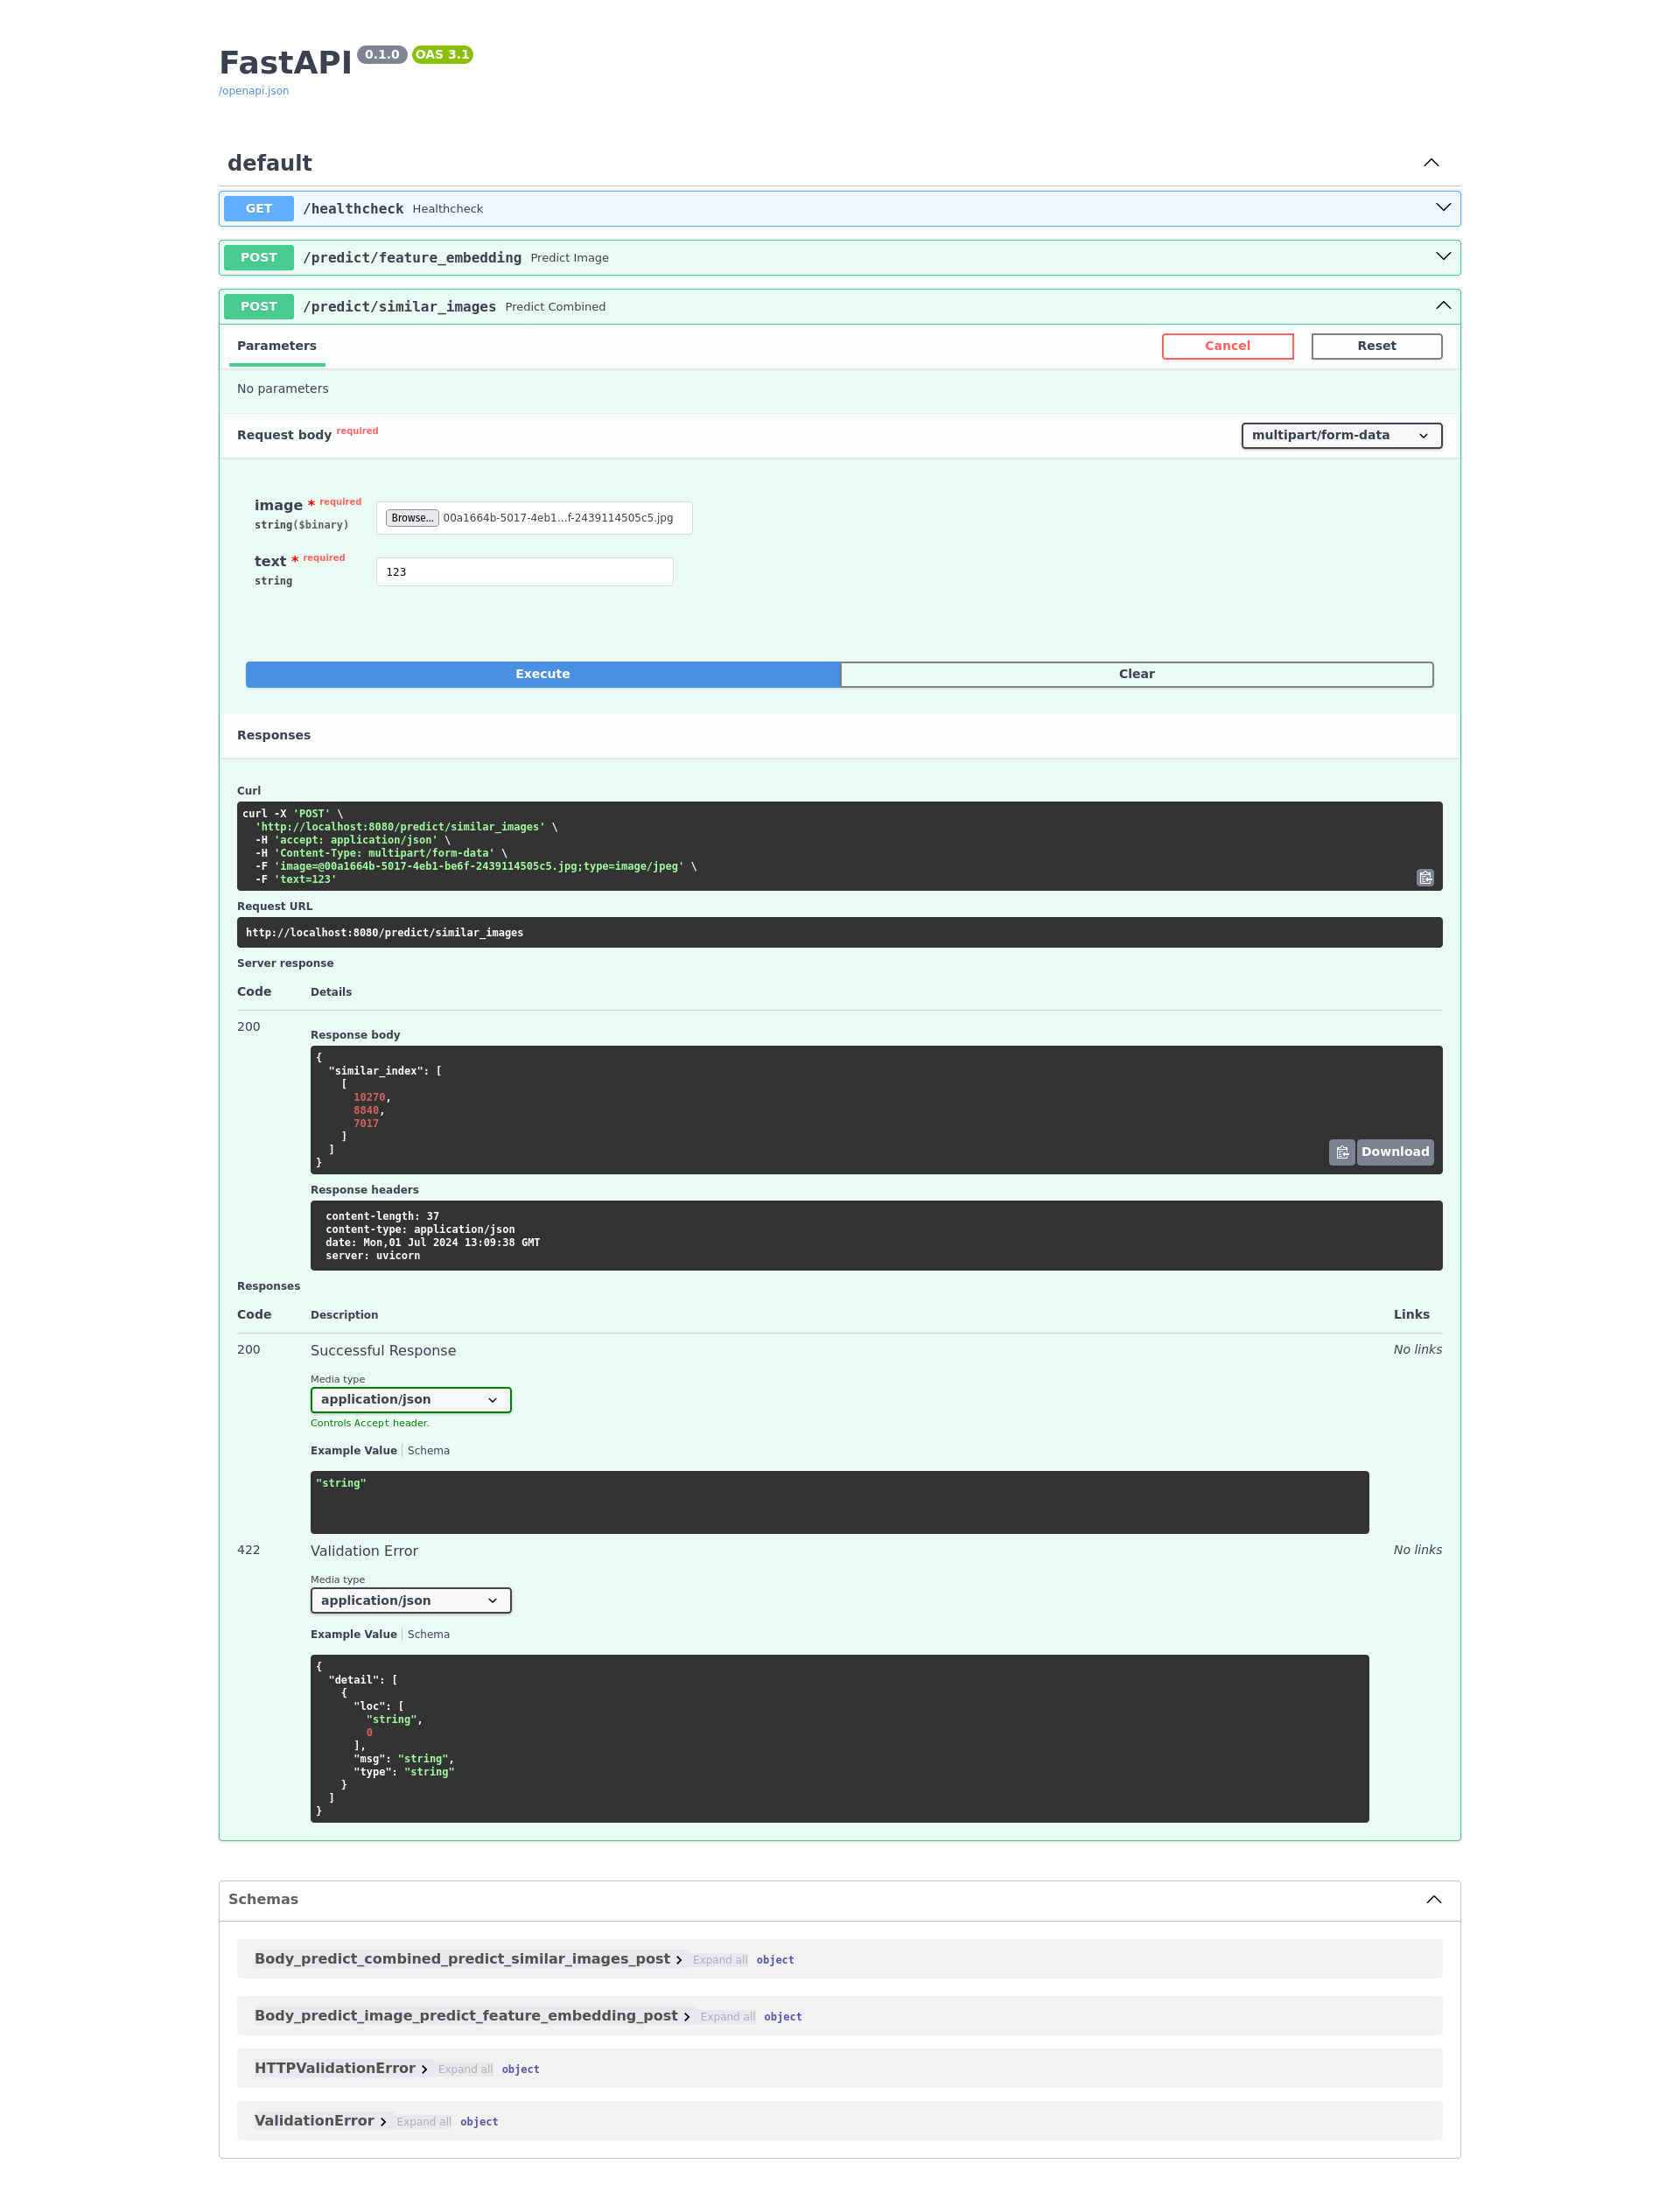 FastAPI 0.1.0 OAS 3.1
/openapi.json
default
GET /healthcheck Healthcheck
POST /predict/feature_embedding Predict Image
POST /predict/similar_images Predict Combined
Parameters Cancel Reset
No parameters
Request body required multipart/form-data
image * required
string($binary)
Browse... 00a1664b-5017-4eb1...f-2439114505c5.jpg
text * required
string
123
Execute Clear
Responses
Curl
curl -X 'POST' \
'http://localhost:8080/predict/similar_images' \
-H 'accept: application/json' \
-H 'Content-Type: multipart/form-data' \
-F 'image=@00a1664b-5017-4eb1-be6f-2439114505c5.jpg;type=image/jpeg' \
-F 'text=123'
Request URL
http://localhost:8080/predict/similar_images
Server response
Code Details
200
Response body
{
"similar_index": [
[
10270,
8840,
7017
]
]
}
Download
Response headers
content-length: 37
content-type: application/json
date: Mon,01 Jul 2024 13:09:38 GMT
server: uvicorn
Responses
Code Description Links
200 Successful Response No links
Media type
application/json
Controls Accept header.
Example Value Schema
"string"
422 Validation Error No links
Media type
application/json
Example Value Schema
{
"detail": [
{
"loc": [
"string",
0
],
"msg": "string",
"type": "string"
}
]
}
Schemas
Body_predict_combined_predict_similar_images_post Expand all object
Body_predict_image_predict_feature_embedding_post Expand all object
HTTPValidationError Expand all object
ValidationError Expand all object